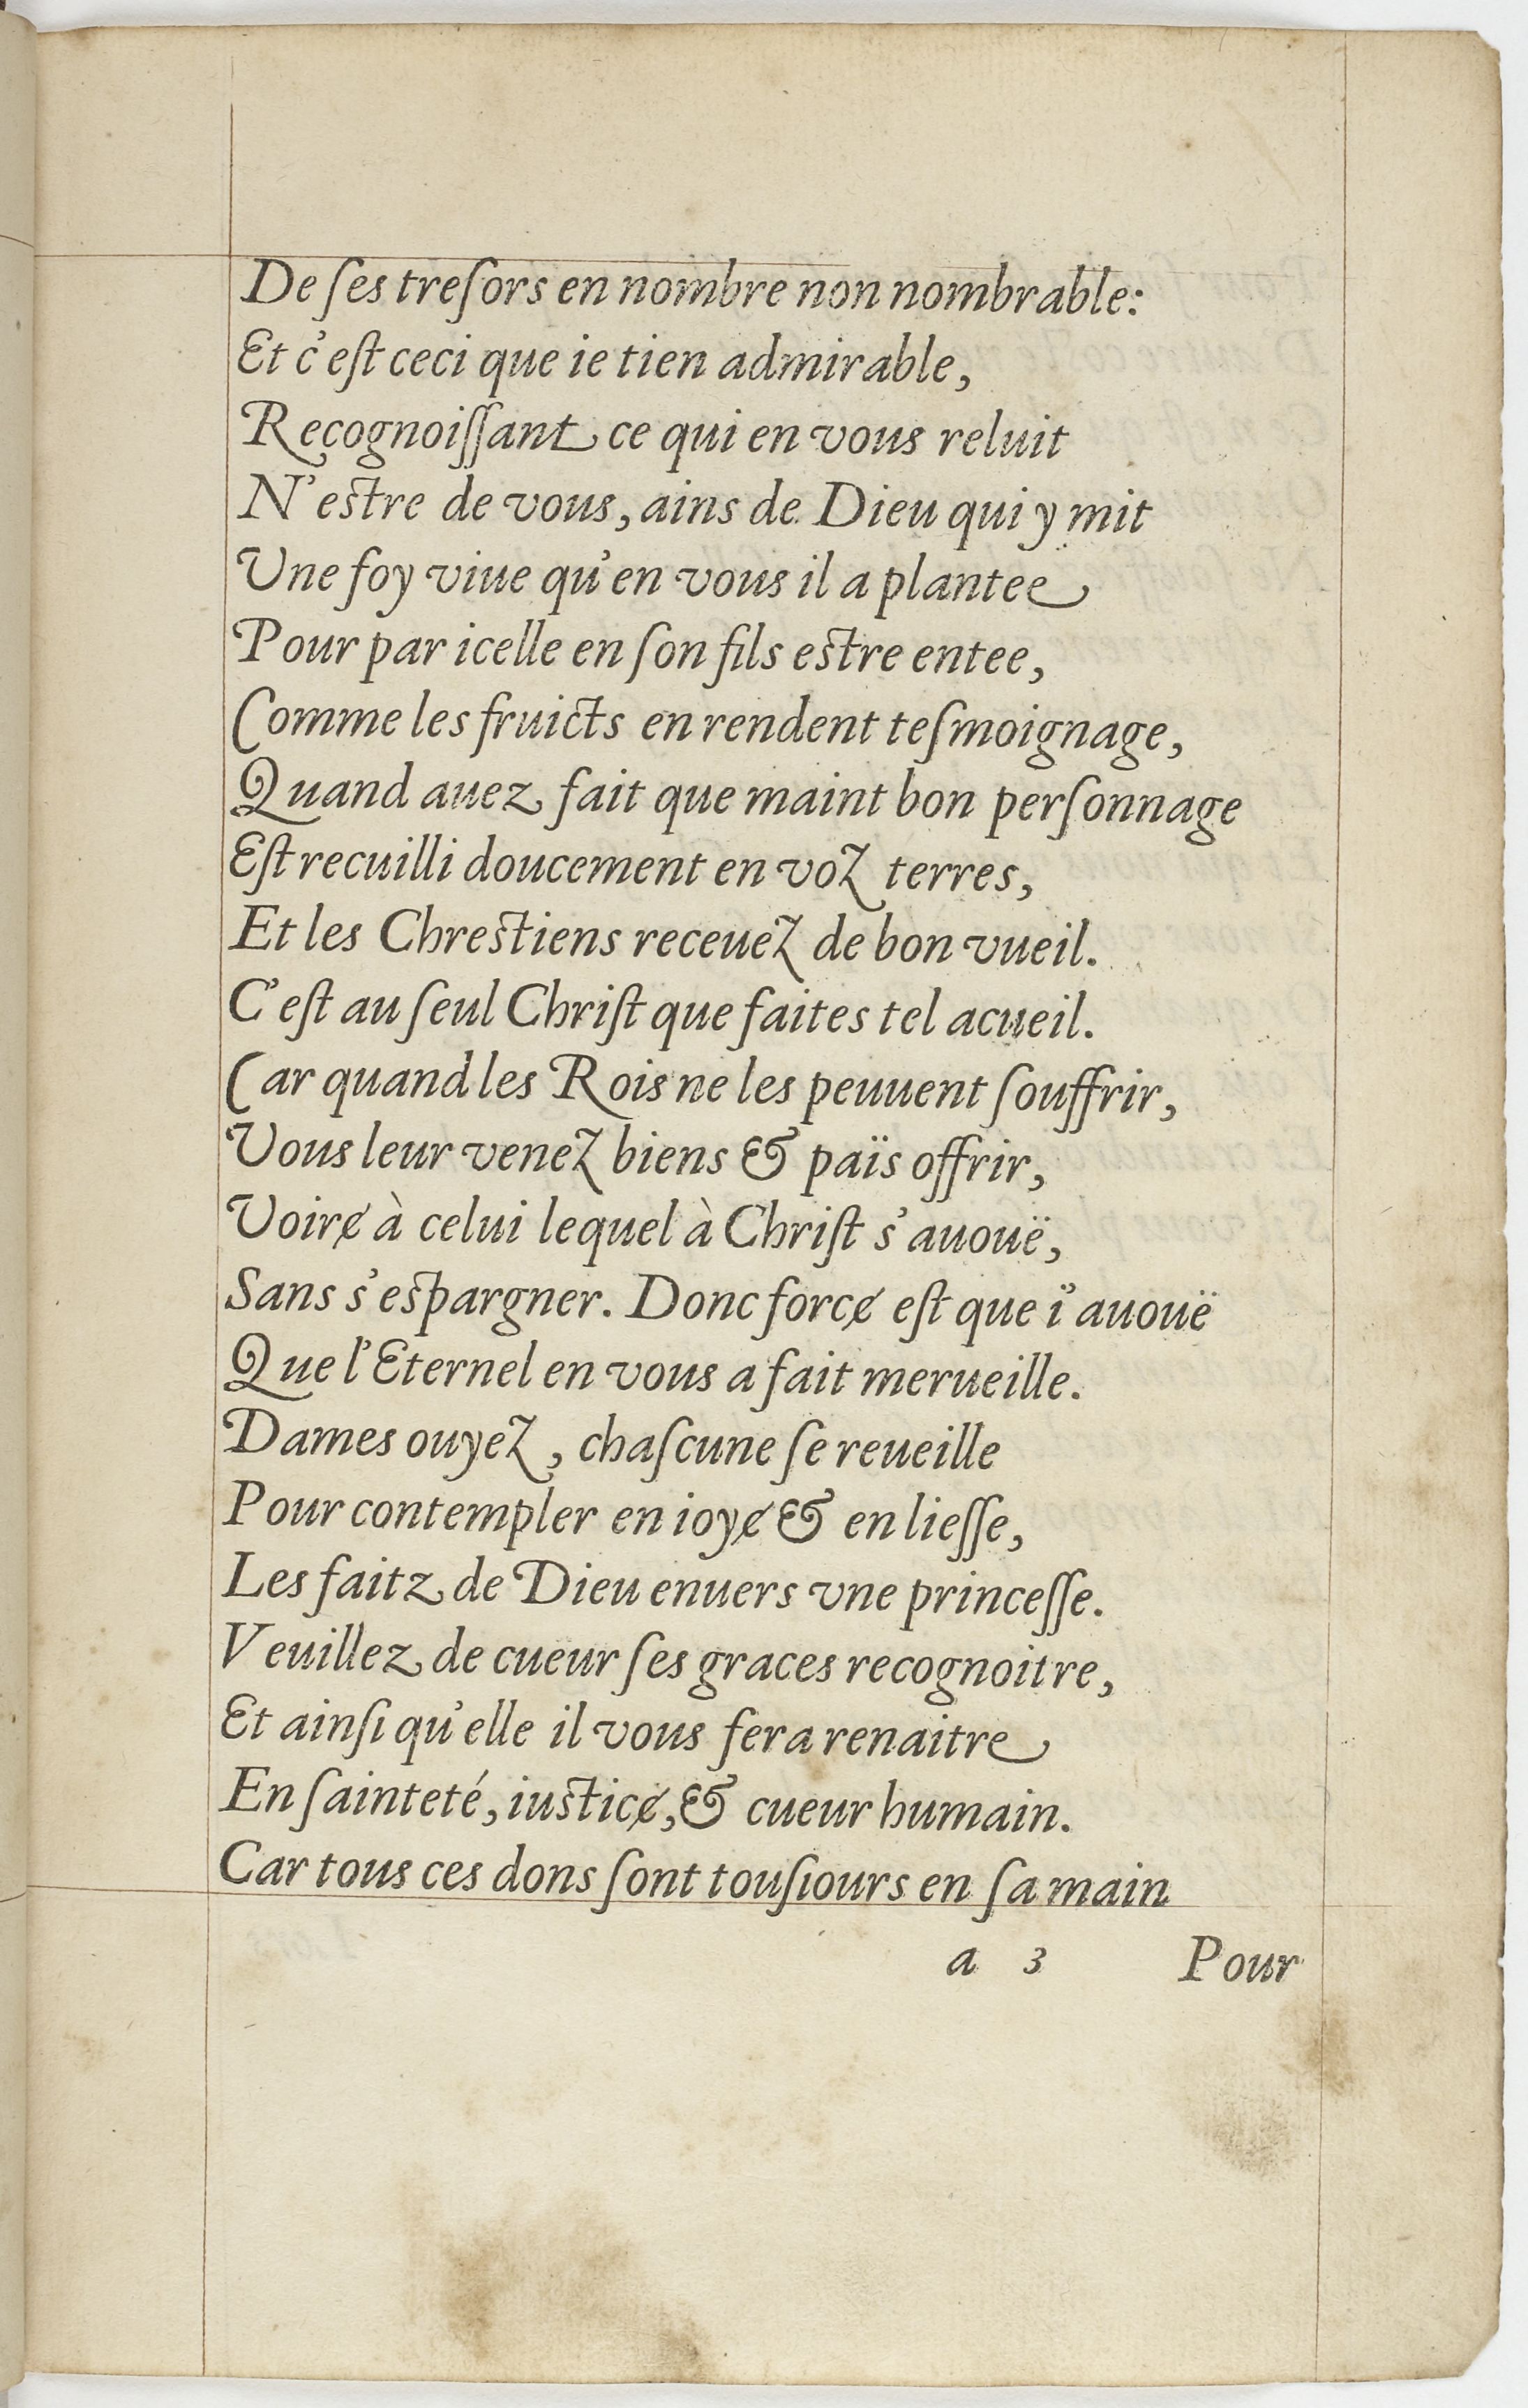 De ſes treſors en nombre non nombrable:
Et c'eſt ceci que ie tien admirable,
Recognoiſſant ce qui en vous reluit
N'eſtre de vous, ains de Dieu qui y mit
Une foy viue qu'en vous il a plantee
Pour par icelle en ſon fils eſtre entee,
Comme les fruicts en rendent teſmoignage,
Quand auez fait que maint bon perſonnage
Eſt recuilli doucement en voz terres,
Et les Chreſtiens receuez de bon vueil.
C'eſt au ſeul Chriſt que faites tel acueil.
Car quand les Rois ne les peuuent ſouffrir,
Vous leur venez biens & païs offrir,
Voirɇ à celui lequel à Chriſt s'auouë,
Sans s'eſpargner. Donc forcɇ eſt que i'auouë
Que l'Eternel en vous a fait merueille.
Dames ouyez, chaſcune ſe reueille
Pour contempler en ioyɇ & en lieſſe,
Les faitz de Dieu enuers vne princeſſe.
Veuillez de cueur ſes graces recognoitre,
Et ainſi qu'elle il vous fera renaitre
En ſainteté, iuſticɇ, & cueur humain.
Car tous ces dons ſont touſiours en ſa main
a 3 Pour